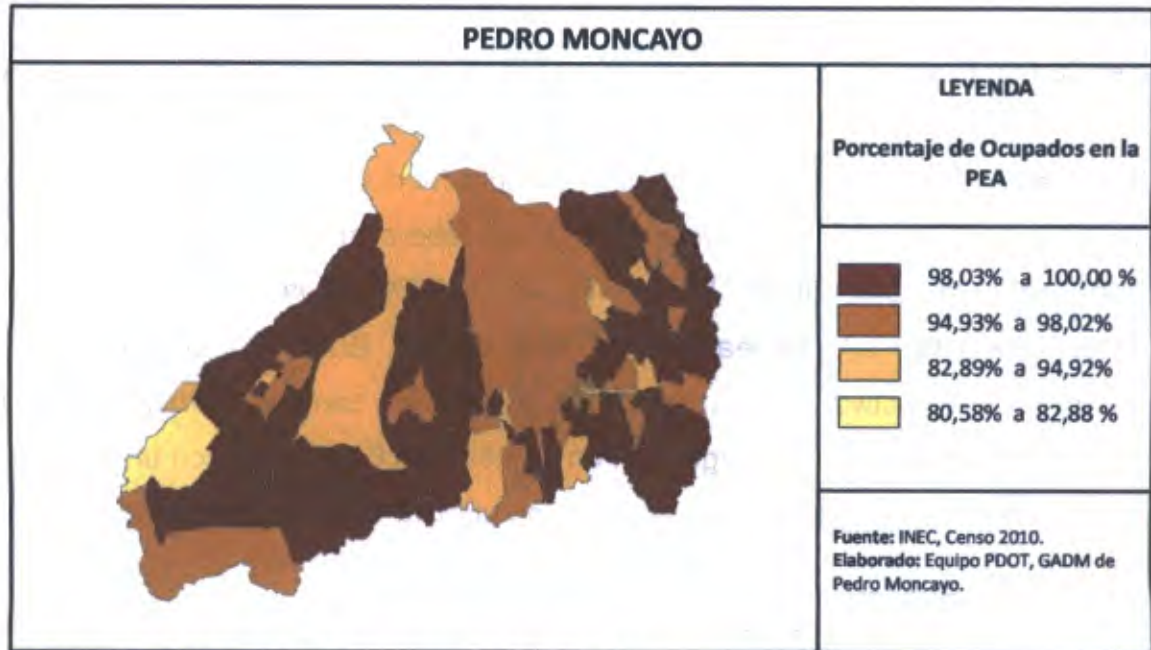 PEDRO MONCAYO
LEYENDA
Porcentaje de Ocupados en la
PEA
98,03% a 100,00 %
94,93% a 98,02%
82,89% a 94,92%
80,58% a 82,88 %
Fuente: INEC, Censo 2010.
Elaborado: Equipo PDOT, GADM de
Pedro Moncayo.